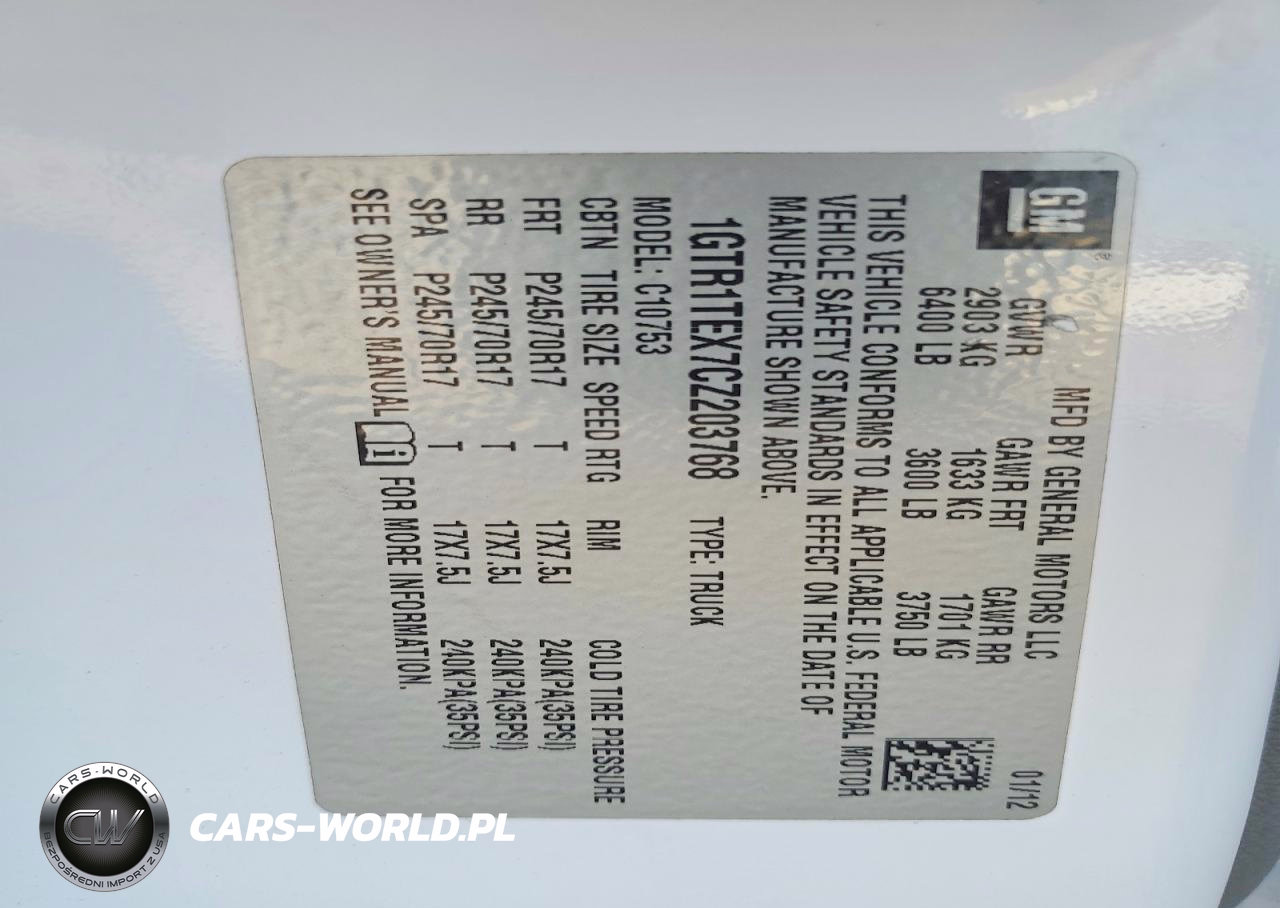 GM®
MFD BY GENERAL MOTORS LLC 01/12
GVWR GAWR FRT GAWR RR
2903 KG 1633 KG 1701 KG
6400 LB 3600 LB 3750 LB
THIS VEHICLE CONFORMS TO ALL APPLICABLE U.S. FEDERAL MOTOR
VEHICLE SAFETY STANDARDS IN EFFECT ON THE DATE OF
MANUFACTURE SHOWN ABOVE.
1GTR1TEX7CZ203768 TYPE: TRUCK
MODEL: C10753
CBTN TIRE SIZE SPEED RTG RIM COLD TIRE PRESSURE
FRT P245/70R17 T 17X7.5J 240KPA(35PSI)
RR P245/70R17 T 17X7.5J 240KPA(35PSI)
SPA P245/70R17 T 17X7.5J 240KPA(35PSI)
SEE OWNER'S MANUAL i FOR MORE INFORMATION.
CARS-WORLD
CW
BEZPOŚREDNI IMPORT Z USA
CARS-WORLD.PL